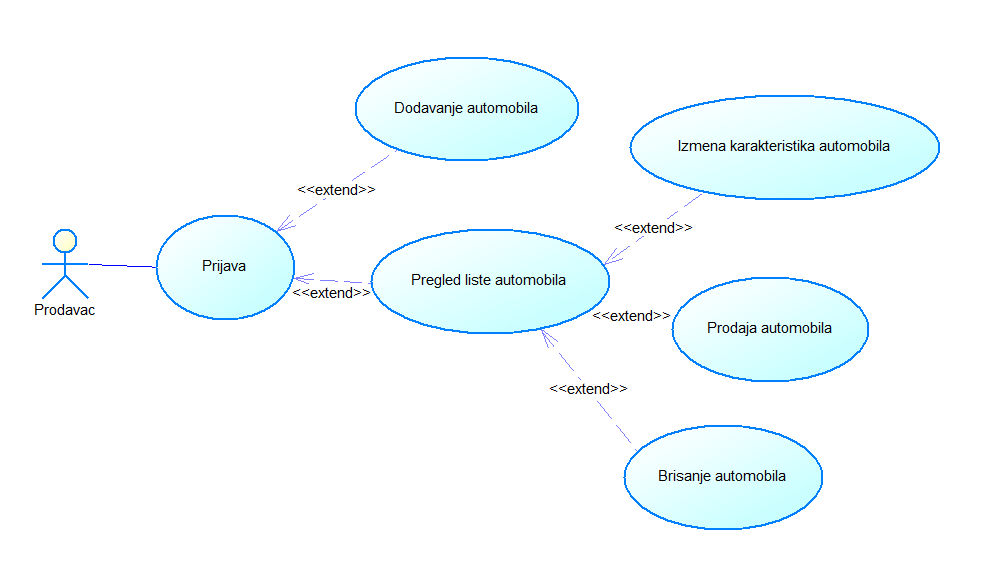 Dodavanje automobila
Izmena karakteristika automobila
<<extend>>
<<extend>>
Prijava
Pregled liste automobila
<<extend>>
Prodavac
<<extend>>
Prodaja automobila
<<extend>>
Brisanje automobila